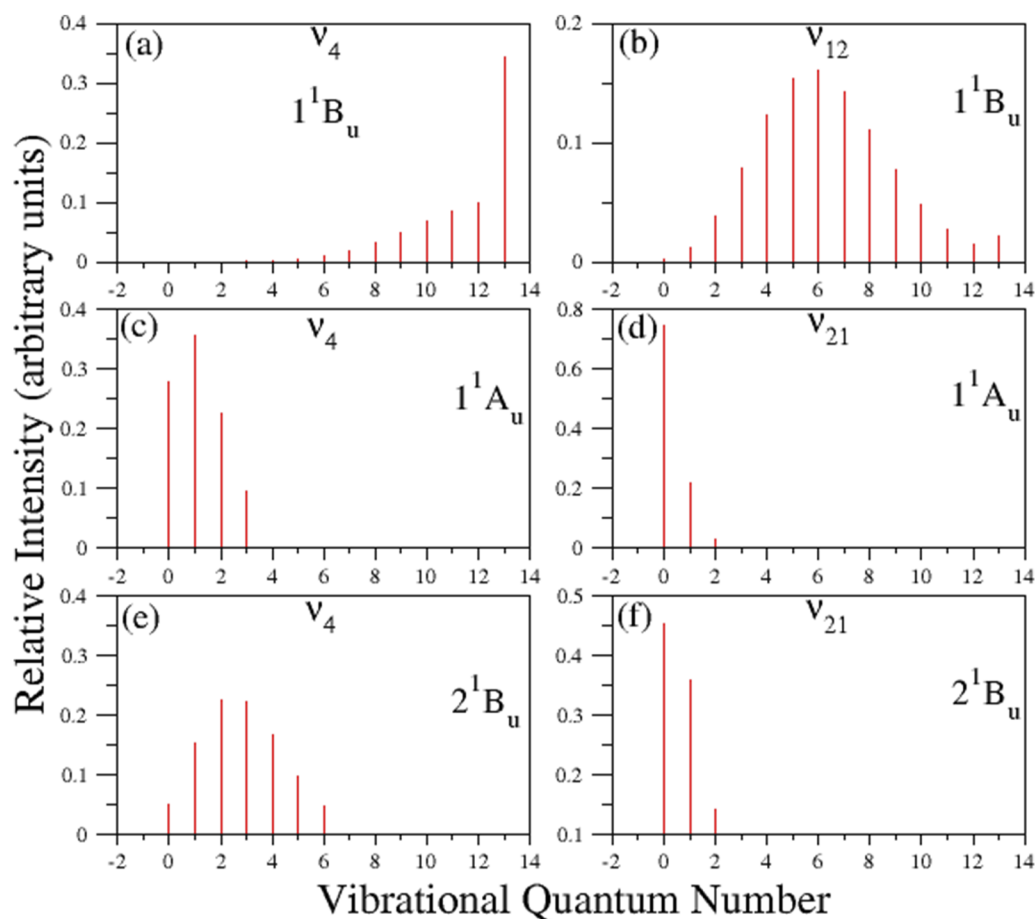 Relative Intensity (arbitrary units)
(a)
ν4
1¹Bu
0.4
0.3
0.2
0.1
0
-2 0 2 4 6 8 10 12 14
(b)
ν12
1¹Bu
0.2
0.1
0
-2 0 2 4 6 8 10 12 14
(c)
ν4
1¹Au
0.4
0.3
0.2
0.1
0
-2 0 2 4 6 8 10 12 14
(d)
ν21
1¹Au
0.8
0.6
0.4
0.2
0
-2 0 2 4 6 8 10 12 14
(e)
ν4
2¹Bu
0.4
0.3
0.2
0.1
0
-2 0 2 4 6 8 10 12 14
(f)
ν21
2¹Bu
0.5
0.4
0.3
0.2
0.1
-2 0 2 4 6 8 10 12 14
Vibrational Quantum Number